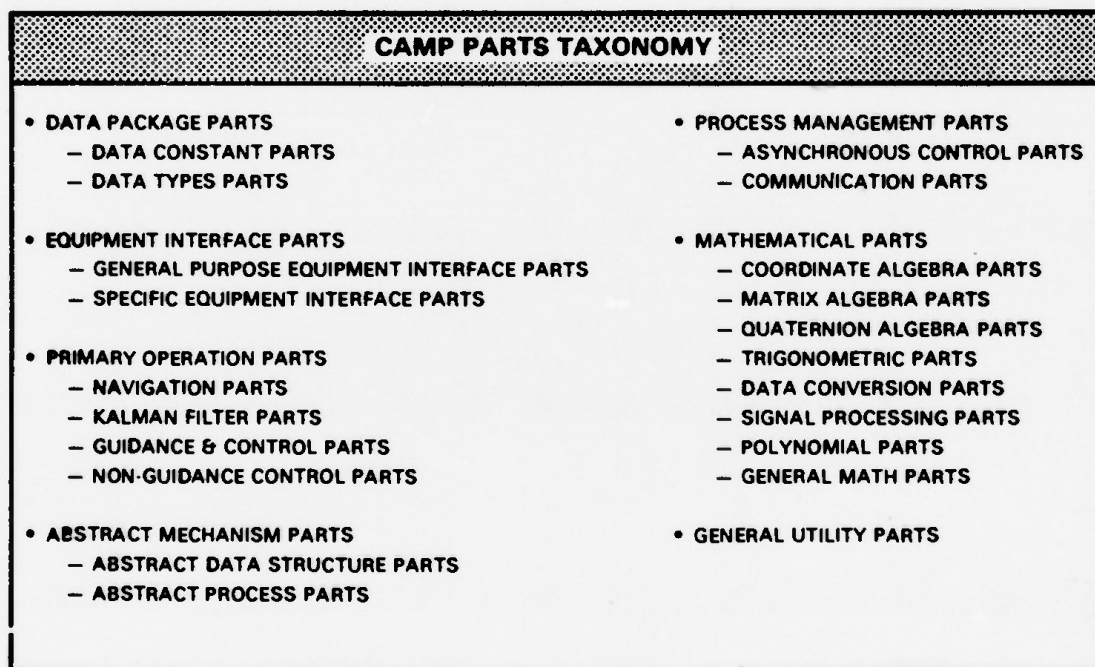 CAMP PARTS TAXONOMY
• DATA PACKAGE PARTS
– DATA CONSTANT PARTS
– DATA TYPES PARTS
• EQUIPMENT INTERFACE PARTS
– GENERAL PURPOSE EQUIPMENT INTERFACE PARTS
– SPECIFIC EQUIPMENT INTERFACE PARTS
• PRIMARY OPERATION PARTS
– NAVIGATION PARTS
– KALMAN FILTER PARTS
– GUIDANCE & CONTROL PARTS
– NON-GUIDANCE CONTROL PARTS
• ABSTRACT MECHANISM PARTS
– ABSTRACT DATA STRUCTURE PARTS
– ABSTRACT PROCESS PARTS
• PROCESS MANAGEMENT PARTS
– ASYNCHRONOUS CONTROL PARTS
– COMMUNICATION PARTS
• MATHEMATICAL PARTS
– COORDINATE ALGEBRA PARTS
– MATRIX ALGEBRA PARTS
– QUATERNION ALGEBRA PARTS
– TRIGONOMETRIC PARTS
– DATA CONVERSION PARTS
– SIGNAL PROCESSING PARTS
– POLYNOMIAL PARTS
– GENERAL MATH PARTS
• GENERAL UTILITY PARTS